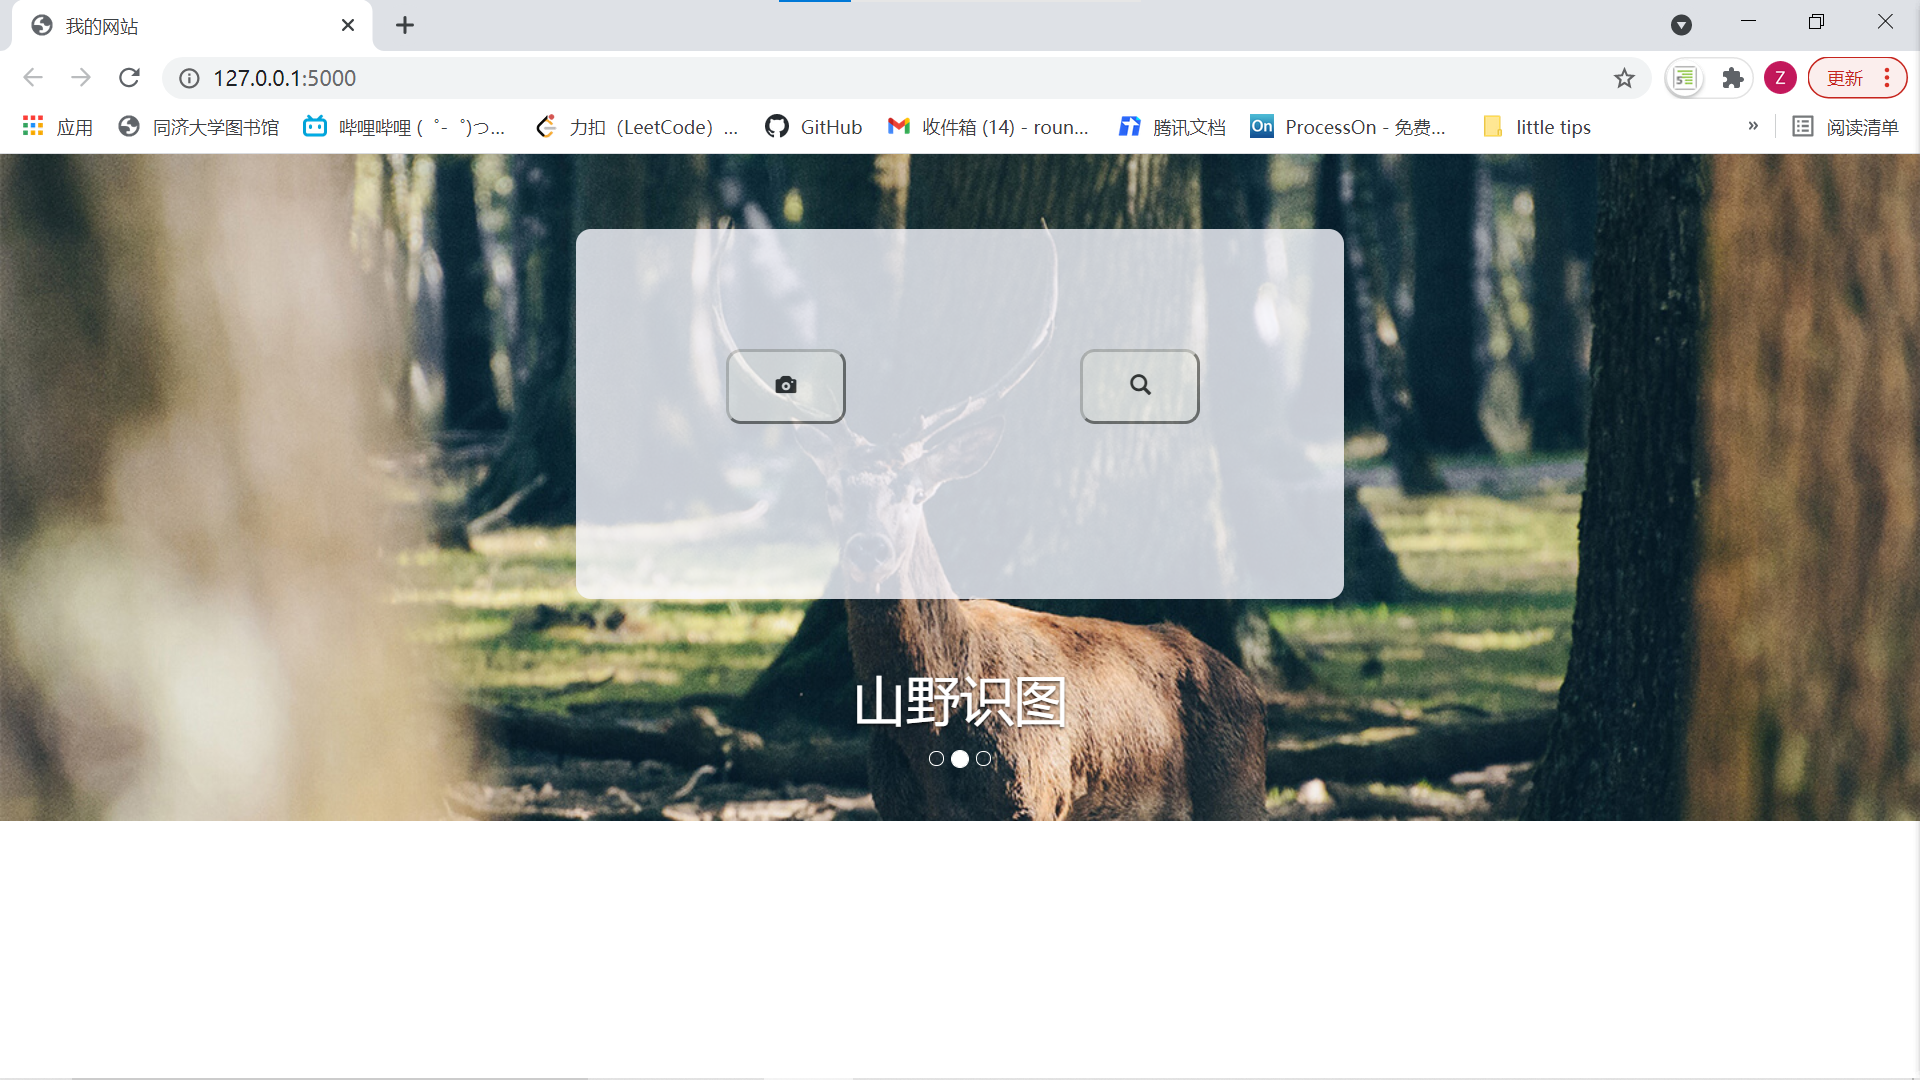 我的网站
127.0.0.1:5000
Z
更新
应用
同济大学图书馆
哔哩哔哩 ( ゜- ゜)つ...
力扣（LeetCode）...
GitHub
收件箱 (14) - roun...
腾讯文档
On
ProcessOn - 免费...
little tips
»
阅读清单
山野识图